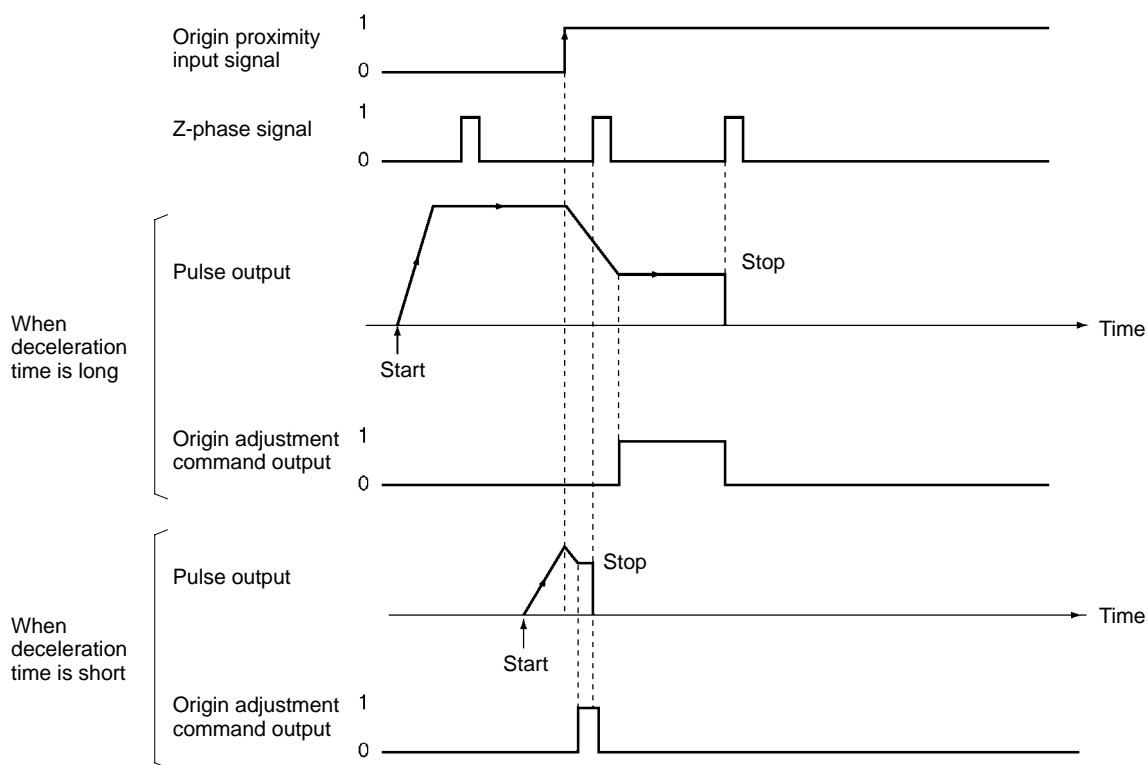 1
Origin proximity
input signal
0
1
Z-phase signal
0
Pulse output
Stop
When
deceleration
time is long
Time
Start
Origin adjustment
command output
1
0
Pulse output
Stop
When
deceleration
time is short
Time
Start
Origin adjustment
command output
1
0